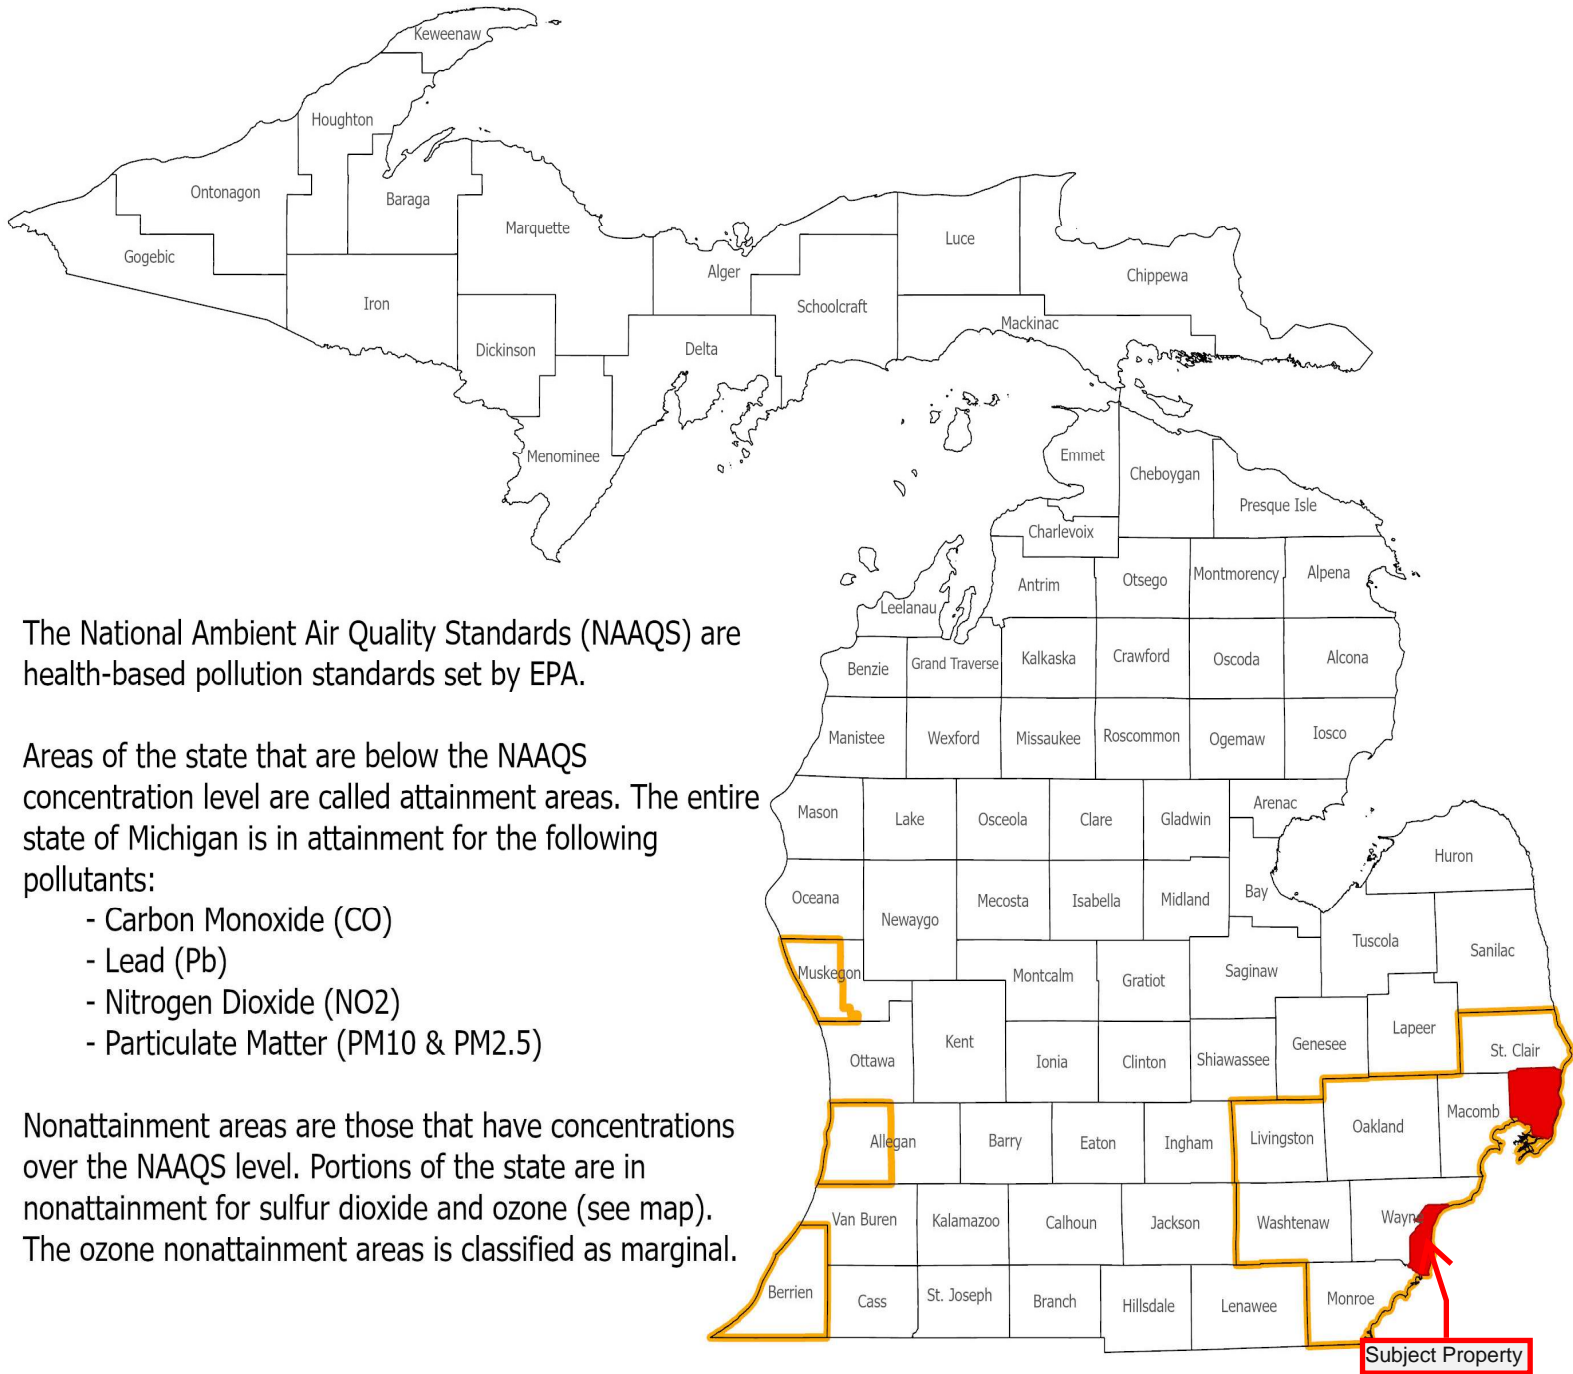 Keweenaw
Houghton
Ontonagon
Baraga
Marquette
Gogebic
Luce
Alger
Chippewa
Iron
Schoolcraft
Mackinac
Dickinson
Delta
Menominee
Emmet
Cheboygan
Presque Isle
Charlevoix
Antrim
Otsego
Montmorency
Alpena
Leelanau
Benzie
Grand Traverse
Kalkaska
Crawford
Oscoda
Alcona
Manistee
Wexford
Missaukee
Roscommon
Ogemaw
Iosco
Mason
Lake
Osceola
Clare
Gladwin
Arenac
Huron
Oceana
Newaygo
Mecosta
Isabella
Midland
Bay
Tuscola
Sanilac
Muskegon
Montcalm
Gratiot
Saginaw
Lapeer
Kent
Genesee
St. Clair
Ottawa
Ionia
Clinton
Shiawassee
Macomb
Allegan
Barry
Eaton
Ingham
Livingston
Oakland
Van Buren
Kalamazoo
Calhoun
Jackson
Washtenaw
Wayne
Berrien
Cass
St. Joseph
Branch
Hillsdale
Lenawee
Monroe
Subject Property
The National Ambient Air Quality Standards (NAAQS) are
health-based pollution standards set by EPA.
Areas of the state that are below the NAAQS
concentration level are called attainment areas. The entire
state of Michigan is in attainment for the following
pollutants:
- Carbon Monoxide (CO)
- Lead (Pb)
- Nitrogen Dioxide (NO2)
- Particulate Matter (PM10 & PM2.5)
Nonattainment areas are those that have concentrations
over the NAAQS level. Portions of the state are in
nonattainment for sulfur dioxide and ozone (see map).
The ozone nonattainment areas is classified as marginal.